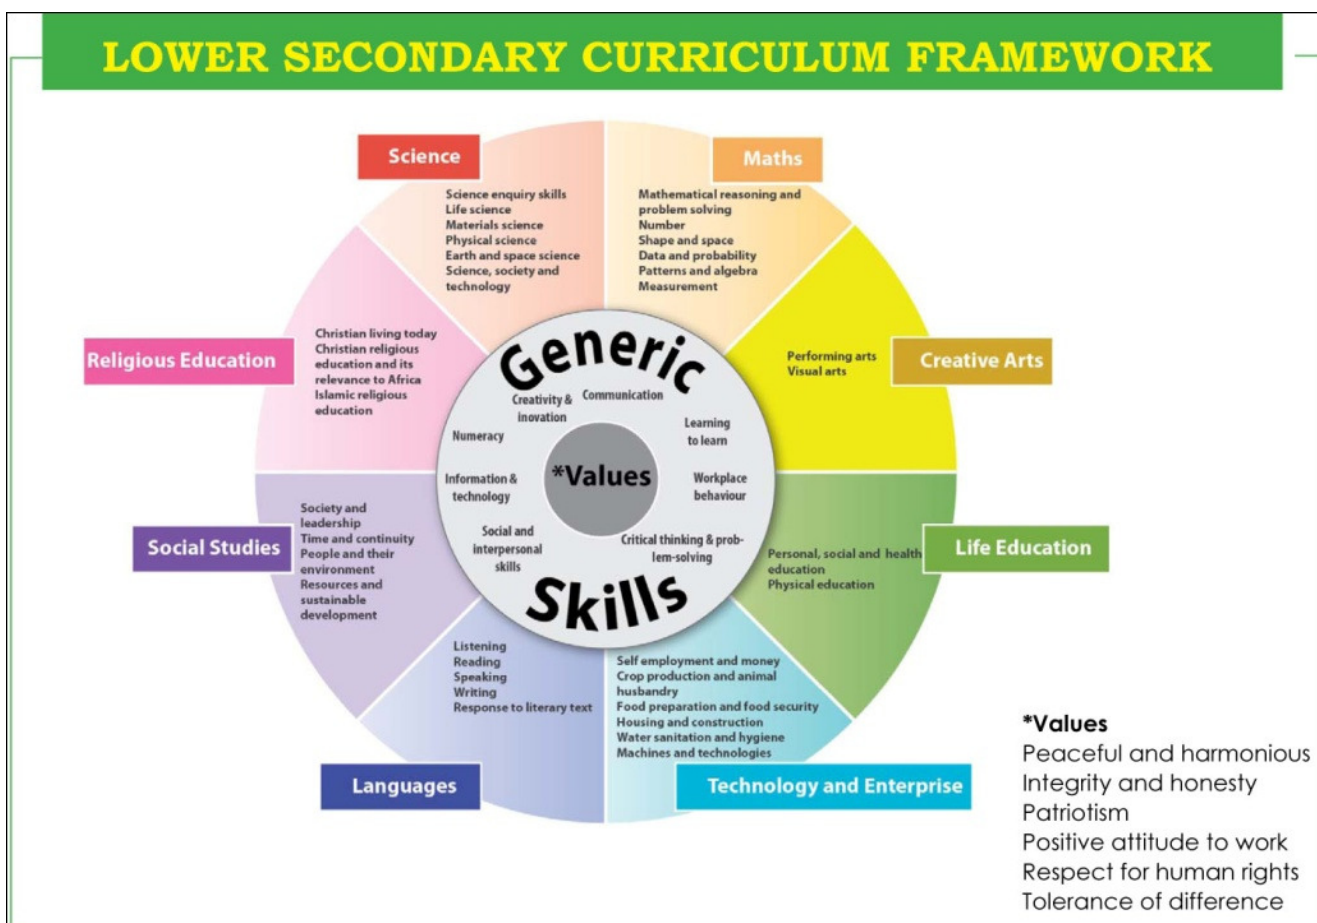 LOWER SECONDARY CURRICULUM FRAMEWORK
Science
Science enquiry skills
Life science
Materials science
Physical science
Earth and space science
Science, society and
technology
Maths
Mathematical reasoning and
problem solving
Number
Shape and space
Data and probability
Patterns and algebra
Measurement
Creative Arts
Performing arts
Visual arts
Life Education
Personal, social and health
education
Physical education
Technology and Enterprise
Self employment and money
Crop production and animal
husbandry
Food preparation and food security
Housing and construction
Water sanitation and hygiene
Machines and technologies
Languages
Listening
Reading
Speaking
Writing
Response to literary text
Social Studies
Society and
leadership
Time and continuity
People and their
environment
Resources and
sustainable
development
Religious Education
Christian living today
Christian religious
education and its
relevance to Africa
Islamic religious
education
Generic
Communication
Learning
to learn
Workplace
behaviour
Critical thinking & prob-
lem-solving
Social and
interpersonal
skills
Information &
technology
Numeracy
Creativity &
inovation
Skills
*Values
*Values
Peaceful and harmonious
Integrity and honesty
Patriotism
Positive attitude to work
Respect for human rights
Tolerance of difference